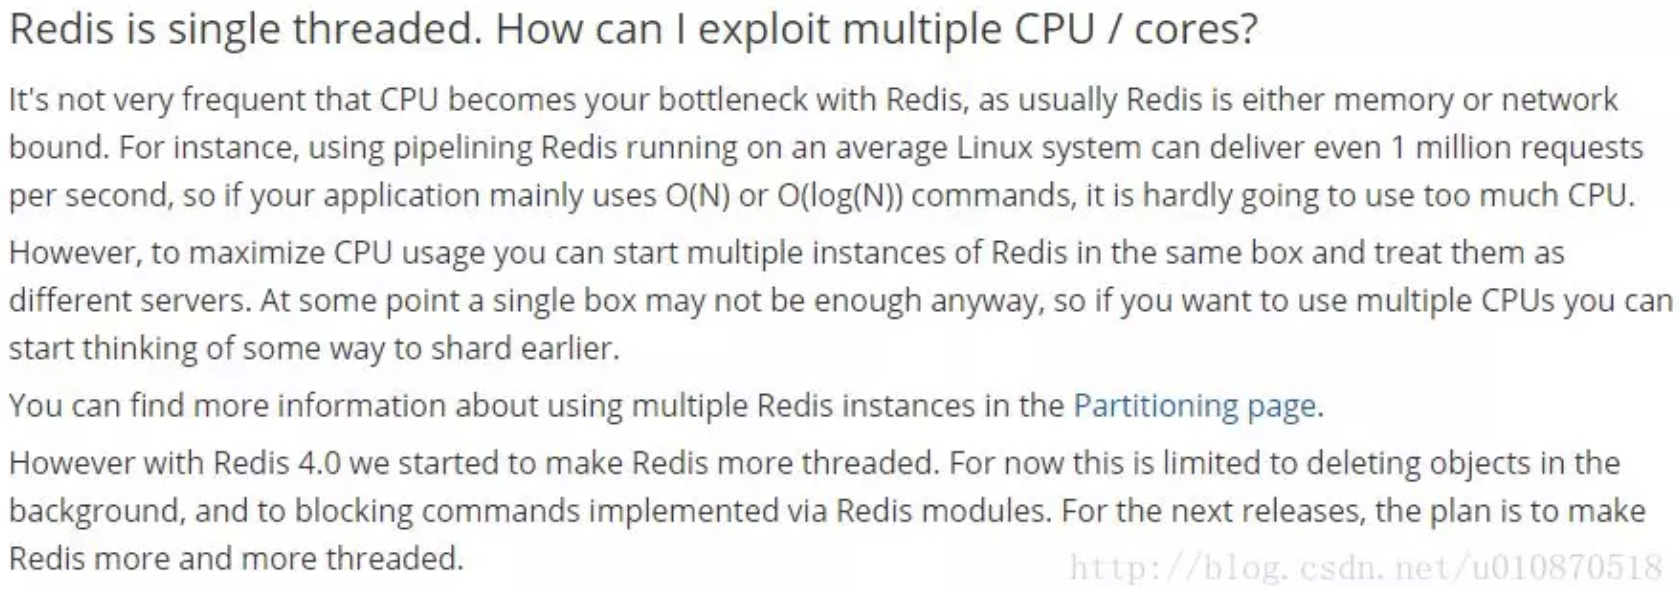 Redis is single threaded. How can I exploit multiple CPU / cores?
It's not very frequent that CPU becomes your bottleneck with Redis, as usually Redis is either memory or network
bound. For instance, using pipelining Redis running on an average Linux system can deliver even 1 million requests
per second, so if your application mainly uses O(N) or O(log(N)) commands, it is hardly going to use too much CPU.
However, to maximize CPU usage you can start multiple instances of Redis in the same box and treat them as
different servers. At some point a single box may not be enough anyway, so if you want to use multiple CPUs you can
start thinking of some way to shard earlier.
You can find more information about using multiple Redis instances in the Partitioning page.
However with Redis 4.0 we started to make Redis more threaded. For now this is limited to deleting objects in the
background, and to blocking commands implemented via Redis modules. For the next releases, the plan is to make
Redis more and more threaded.
http://blog.csdn.net/u010870518